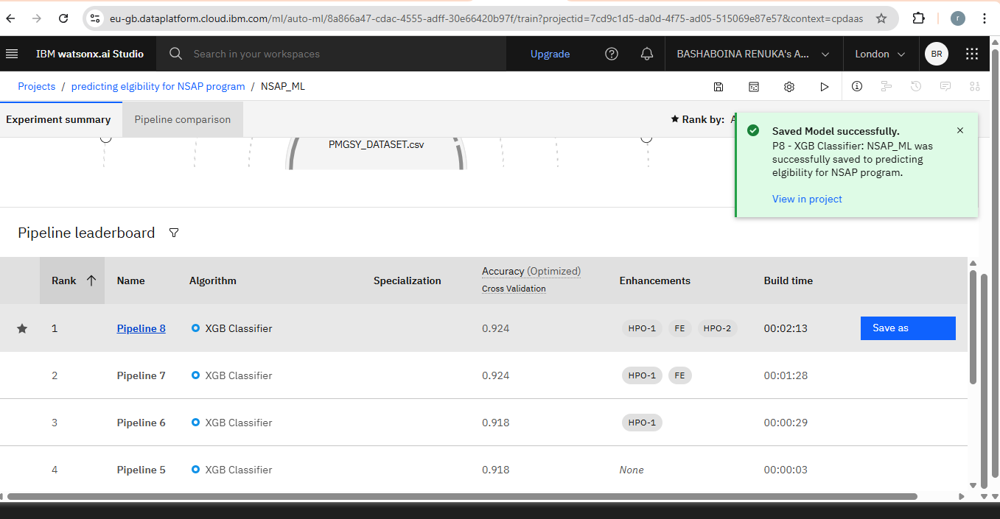 eu-gb.dataplatform.cloud.ibm.com/ml/auto-ml/8a866a47-cdac-4555-adff-30e66420b97f/train?projectid=7cd9c1d5-da0d-4f75-ad05-515069e87e57&context=cpdaas
r
IBM watsonx.ai Studio
Search in your workspaces
Upgrade
BASHABOINA RENUKA's A...
London
BR
Projects / predicting elgibility for NSAP program / NSAP_ML
Experiment summary
Pipeline comparison
Rank by:
Saved Model successfully.
P8 - XGB Classifier: NSAP_ML was
successfully saved to predicting
elgibility for NSAP program.
View in project
PMGSY_DATASET.csv
Pipeline leaderboard
Rank Name Algorithm Specialization Accuracy (Optimized) Enhancements Build time
Cross Validation
1 Pipeline 8 XGB Classifier 0.924 HPO-1 FE HPO-2 00:02:13 Save as
2 Pipeline 7 XGB Classifier 0.924 HPO-1 FE 00:01:28
3 Pipeline 6 XGB Classifier 0.918 HPO-1 00:00:29
4 Pipeline 5 XGB Classifier 0.918 None 00:00:03